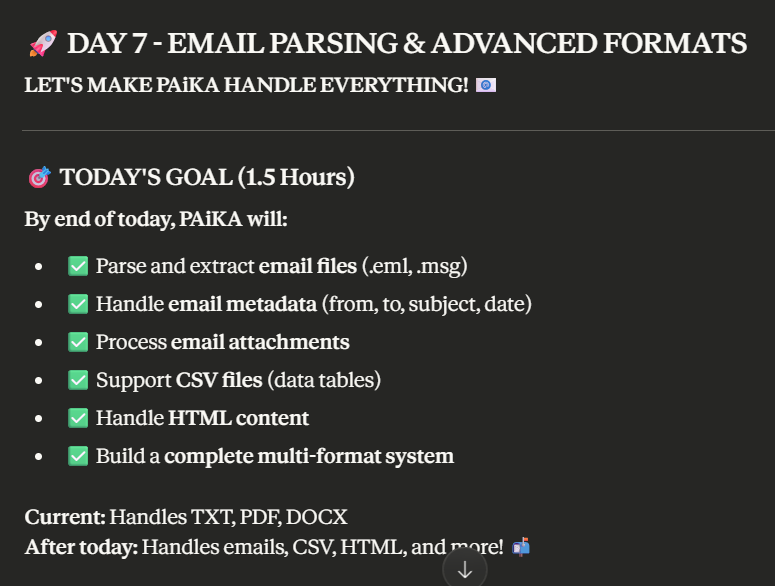 🚀 DAY 7 - EMAIL PARSING & ADVANCED FORMATS
LET'S MAKE PAiKA HANDLE EVERYTHING! 📧
🎯 TODAY'S GOAL (1.5 Hours)
By end of today, PAiKA will:
• ✅ Parse and extract email files (.eml, .msg)
• ✅ Handle email metadata (from, to, subject, date)
• ✅ Process email attachments
• ✅ Support CSV files (data tables)
• ✅ Handle HTML content
• ✅ Build a complete multi-format system
Current: Handles TXT, PDF, DOCX
After today: Handles emails, CSV, HTML, and more! 📬